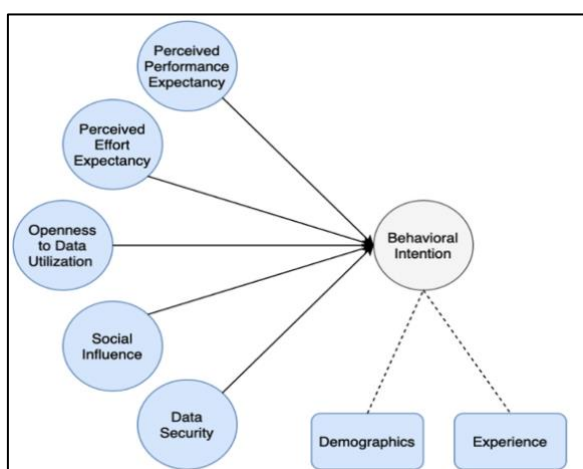 Perceived
Performance
Expectancy
Perceived
Effort
Expectancy
Openness
to Data
Utilization
Behavioral
Intention
Social
Influence
Data
Security
Demographics
Experience